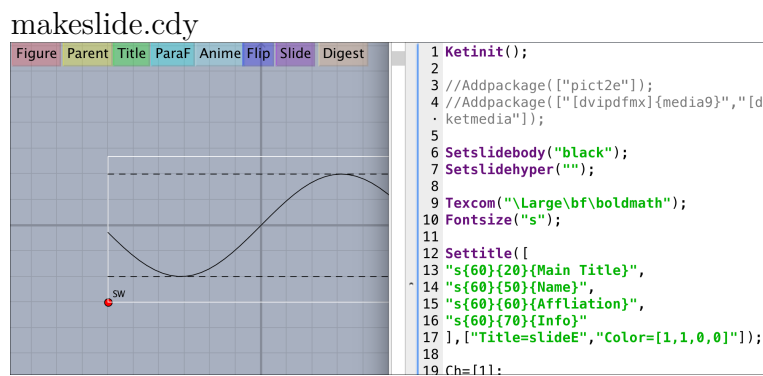 makeslide.cdy
Figure Parent Title ParaF Anime Flip Slide Digest
SW
1 Ketinit();
2
3 //Addpackage(["pict2e"]);
4 //Addpackage(["[dvipdfmx]{media9}","[d
· ketmedia"]);
5
6 Setslidebody("black");
7 Setslidehyper("");
8
9 Texcom("\Large\bf\boldmath");
10 Fontsize("s");
11
12 Settitle([
13 "s{60}{20}{Main Title}",
14 "s{60}{50}{Name}",
15 "s{60}{60}{Affliation}",
16 "s{60}{70}{Info}"
17 ],["Title=slideE","Color=[1,1,0,0]"]);
18
19 Ch=[1];